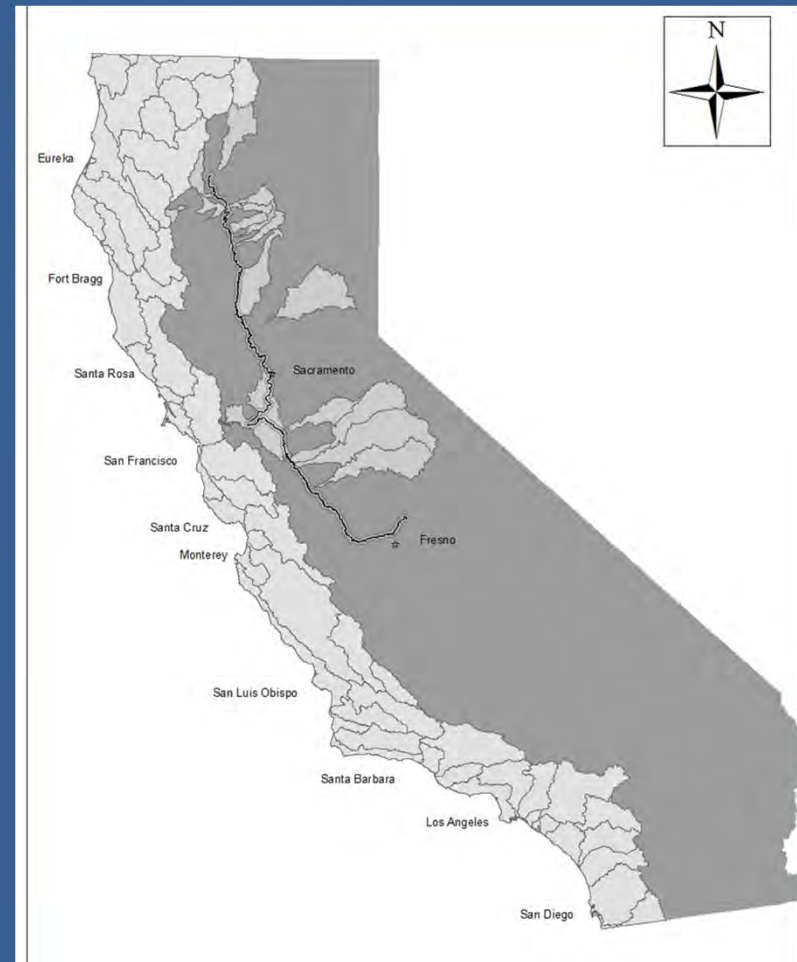 N
Eureka
Fort Bragg
Santa Rosa
Sacramento
San Francisco
Santa Cruz
Fresno
Monterey
San Luis Obispo
Santa Barbara
Los Angeles
San Diego